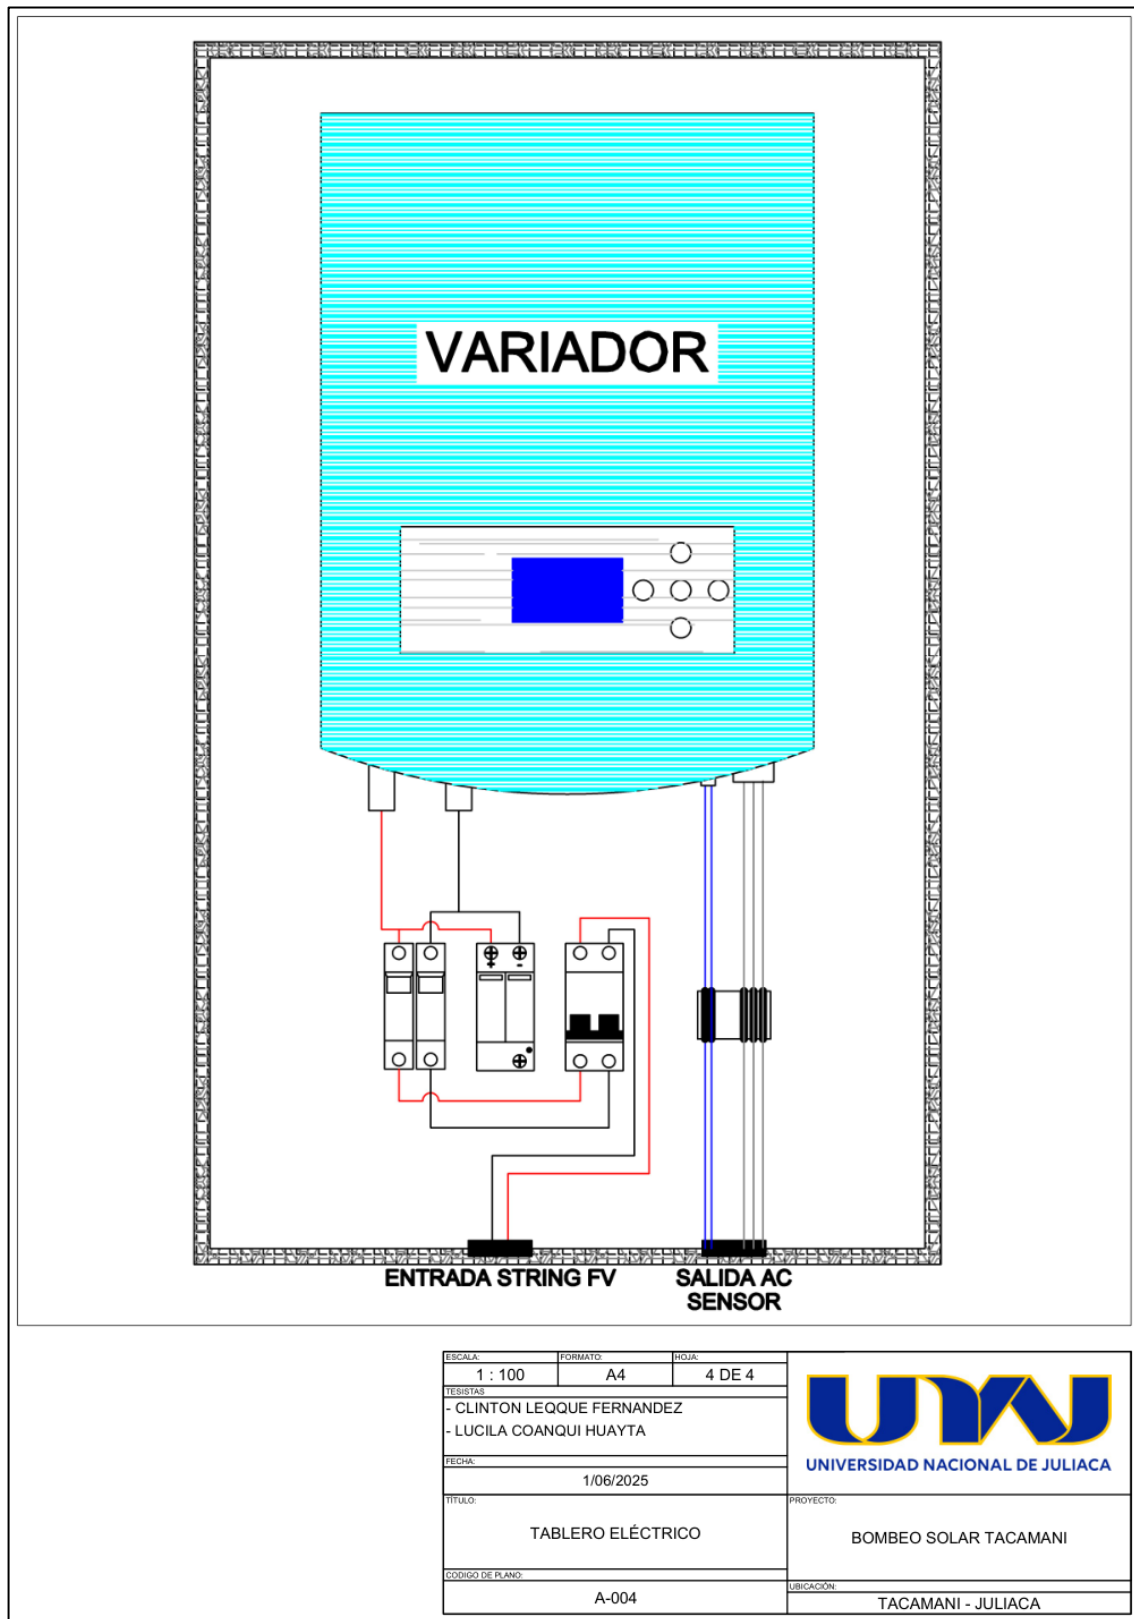 VARIADOR
+
-
ENTRADA STRING FV
SALIDA AC
SENSOR
ESCALA:
1 : 100
FORMATO:
A4
HOJA:
4 DE 4
TESISTAS
- CLINTON LEQQUE FERNANDEZ
- LUCILA COANQUI HUAYTA
FECHA:
1/06/2025
TÍTULO:
TABLERO ELÉCTRICO
CODIGO DE PLANO:
A-004
UNAJ
UNIVERSIDAD NACIONAL DE JULIACA
PROYECTO:
BOMBEO SOLAR TACAMANI
UBICACIÓN:
TACAMANI - JULIACA